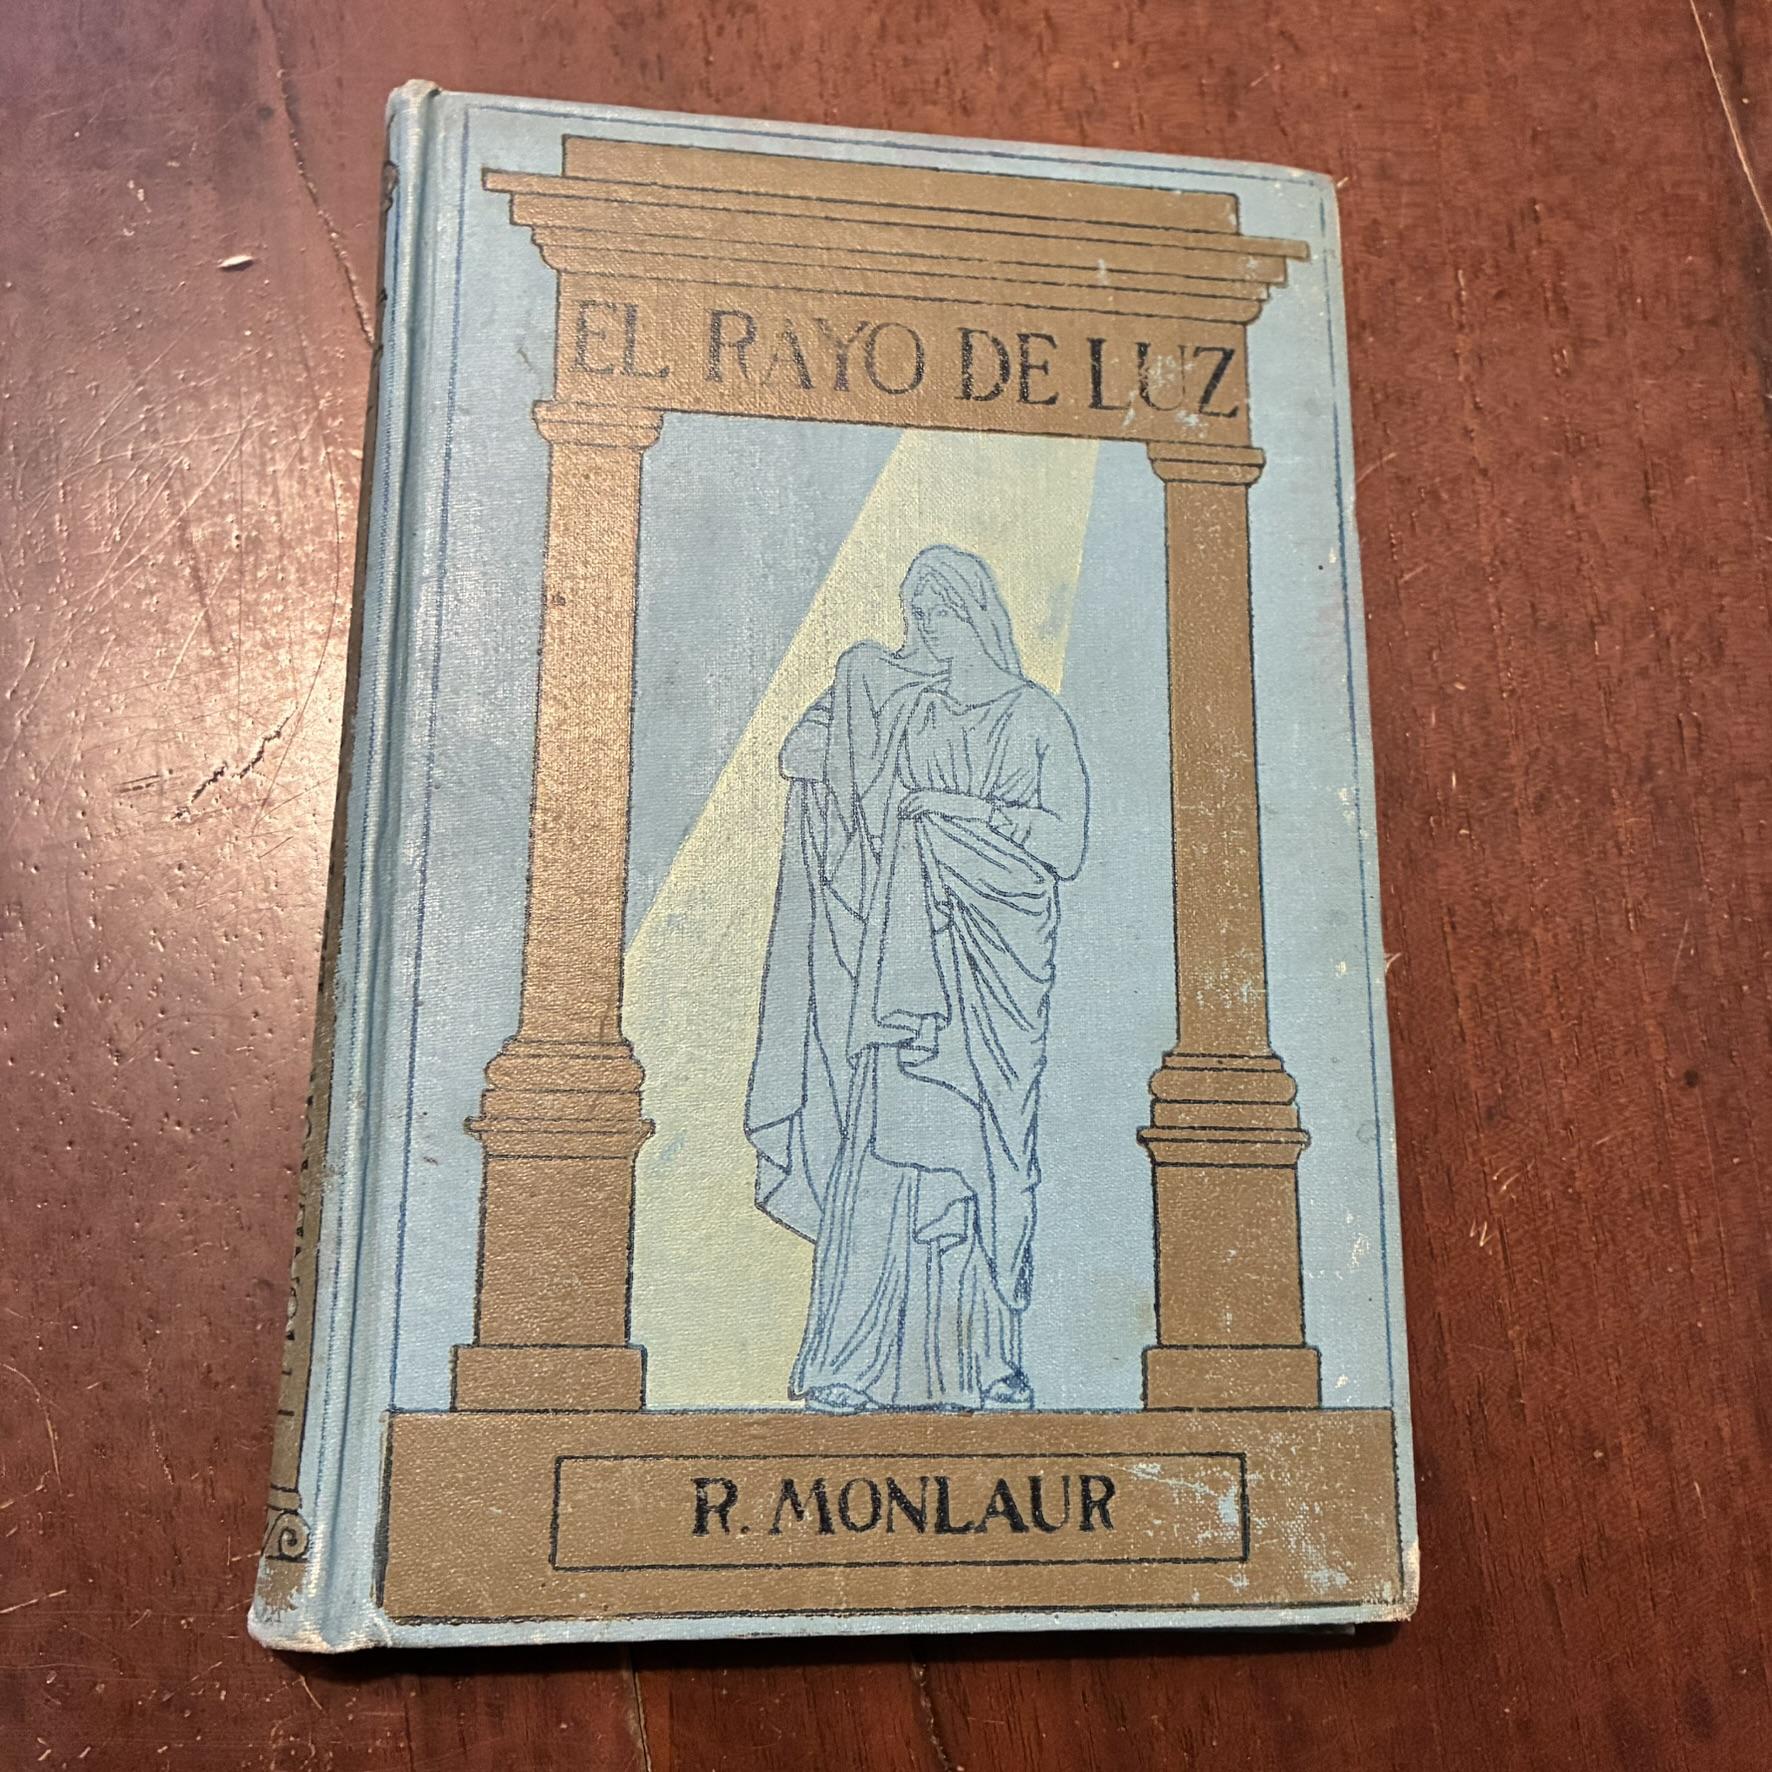 EL RAYO DE LUZ
R. MONLAUR